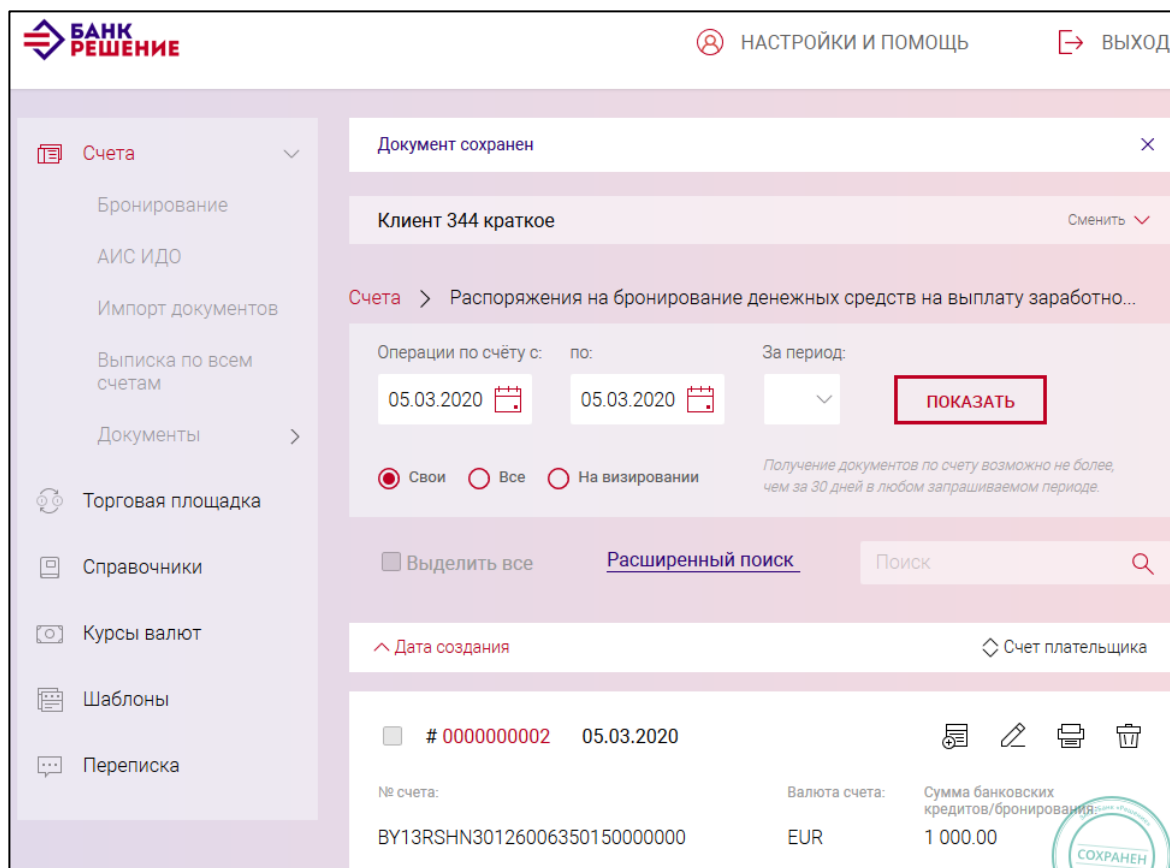 БАНК
РЕШЕНИЕ
НАСТРОЙКИ И ПОМОЩЬ
ВЫХОД
Счета
Бронирование
АИС ИДО
Импорт документов
Выписка по всем
счетам
Документы
Торговая площадка
Справочники
Курсы валют
Шаблоны
Переписка
Документ сохранен
Клиент 344 краткое
Сменить
Счета > Распоряжения на бронирование денежных средств на выплату заработно...
Операции по счёту с: по: За период:
05.03.2020 05.03.2020 ПОКАЗАТЬ
Свои Все На визировании
Получение документов по счету возможно не более,
чем за 30 дней в любом запрашиваемом периоде.
Выделить все Расширенный поиск Поиск
Дата создания Счет плательщика
# 0000000002 05.03.2020
№ счета: Валюта счета: Сумма банковских
кредитов/бронирования:
BY13RSHN30126006350150000000 EUR 1 000.00
СОХРАНЕН